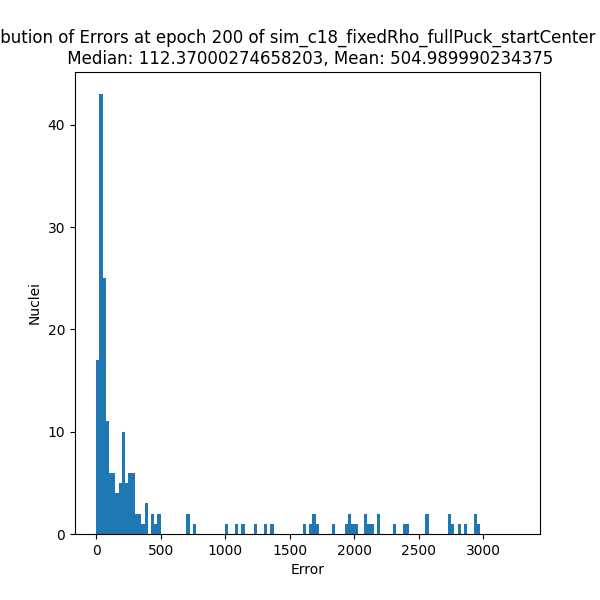 bution of Errors at epoch 200 of sim_c18_fixedRho_fullPuck_startCenter
Median: 112.37000274658203, Mean: 504.989990234375
40
30
20
10
0
Nuclei
0 500 1000 1500 2000 2500 3000
Error